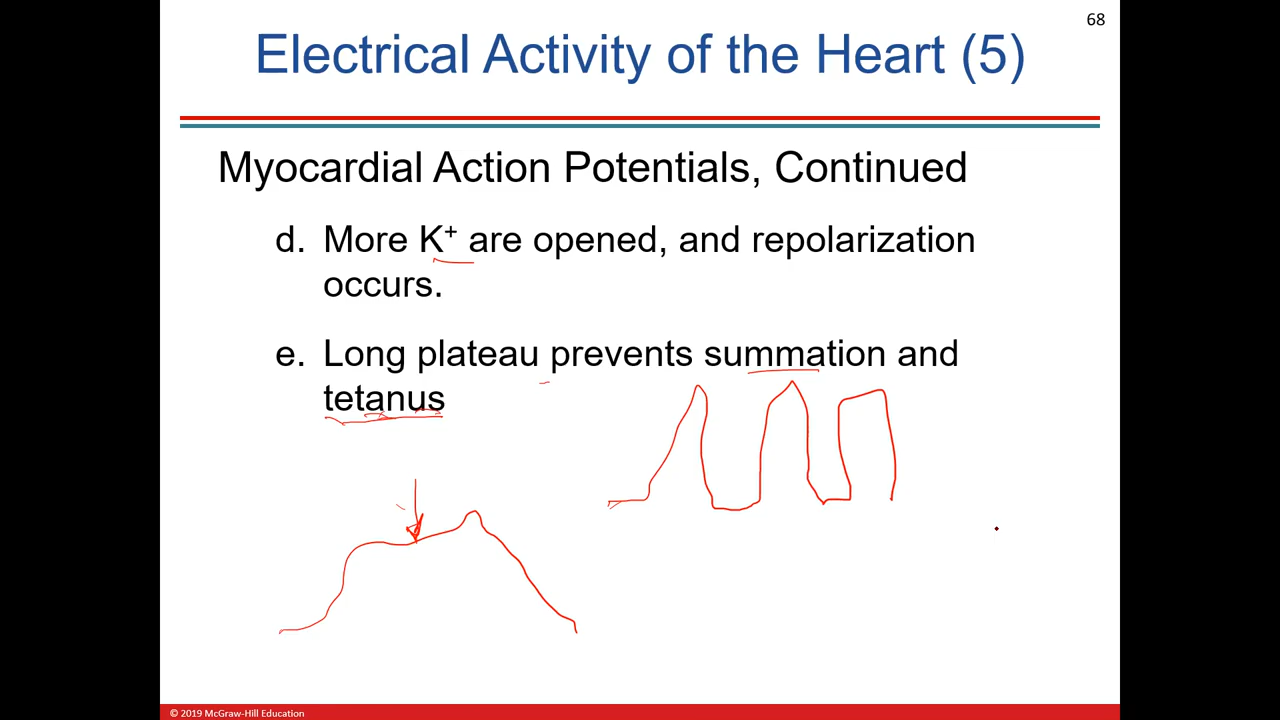 68
Electrical Activity of the Heart (5)
Myocardial Action Potentials, Continued
d. More K⁺ are opened, and repolarization
occurs.
e. Long plateau prevents summation and
tetanus
© 2019 McGraw-Hill Education